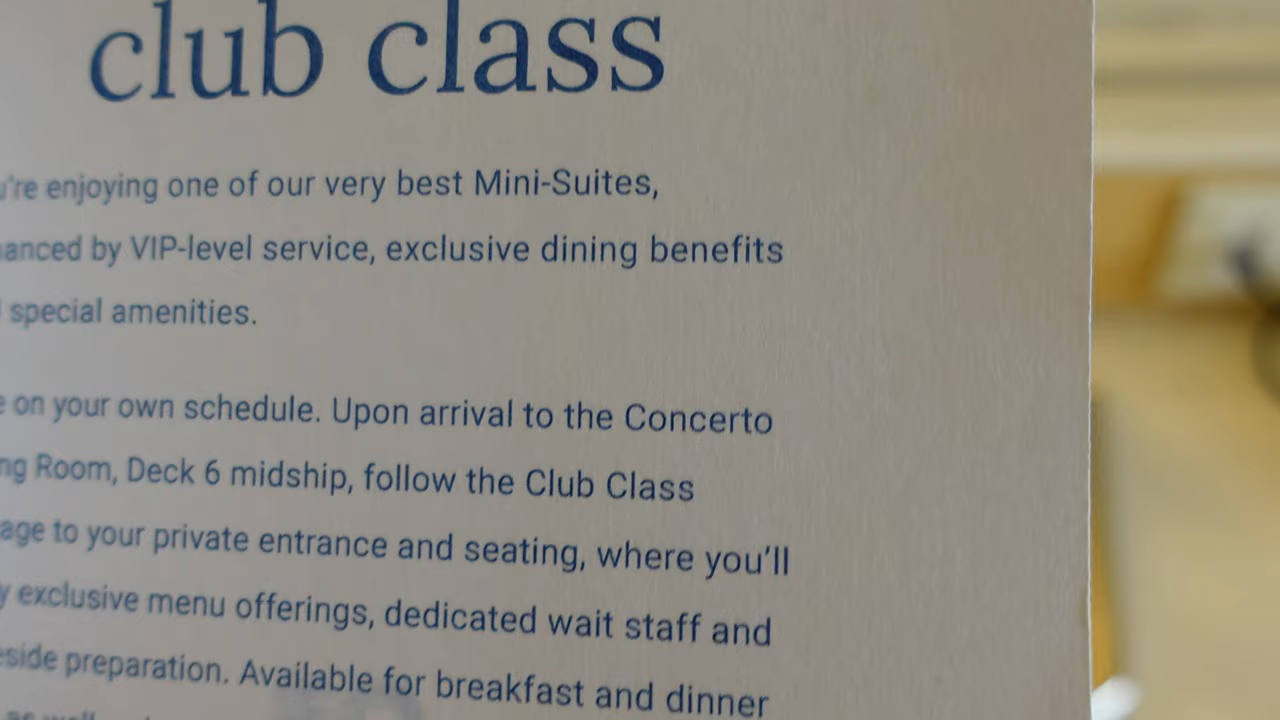 club class
u're enjoying one of our very best Mini-Suites,
anced by VIP-level service, exclusive dining benefits
special amenities.
e on your own schedule. Upon arrival to the Concerto
ng Room, Deck 6 midship, follow the Club Class
age to your private entrance and seating, where you'll
y exclusive menu offerings, dedicated wait staff and
eside preparation. Available for breakfast and dinner
as well